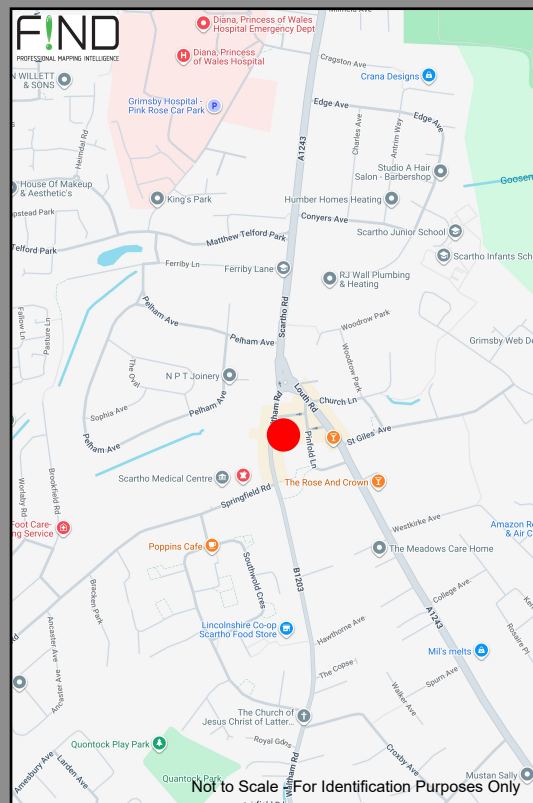 F!ND
PROFESSIONAL MAPPING INTELLIGENCE
Diana, Princess of Wales
Hospital Emergency Dept
Diana, Princess
of Wales Hospital
N WILLETT
& SONS
Grimsby Hospital -
Pink Rose Car Park
Cragston Ave
Crana Designs
Edge Ave
Edge Ave
Charles Ave
Antrim Way
A1243
Heimdal Rd
House Of Makeup
& Aesthetic's
King's Park
Studio A Hair
Salon - Barbershop
Humber Homes Heating
Goosen
Conyers Ave
Scartho Junior School
Scartho Infants Sch
Telford Park
Matthew Telford Park
Ferriby Ln
Ferriby Lane
RJ Wall Plumbing
& Heating
Scartho Rd
Pelham Ave
Pelham Ave
Woodrow Park
Woodrow Park
Fallow Ln
Pasture Ln
Grimsby Web De
The Oval
N P T Joinery
Pelham Ave
Sophia Ave
Pelham Ave
Louth Rd
Church Ln
St Giles' Ave
Pinfold Ln
Scartho Medical Centre
The Rose And Crown
Springfield Rd
Brookfield Rd
Worlaby Rd
Foot Care-
ng Service
Poppins Cafe
Westkirke Ave
Amazon Re
& Air C
The Meadows Care Home
Southwold Cres
B1203
Bracken Park
College Ave
A1243
Lincolnshire Co-op
Scartho Food Store
Hawthorne Ave
Rosaire Pl
Mil's melts
The Copse
Spurn Ave
Walker Ave
The Church of
Jesus Christ of Latter...
Royal Gdns
Quantock Play Park
Croxby Ave
Amesbury Ave
Larden Ave
Quantock Park
Waltham Rd
Mustan Sally
Not to Scale - For Identification Purposes Only